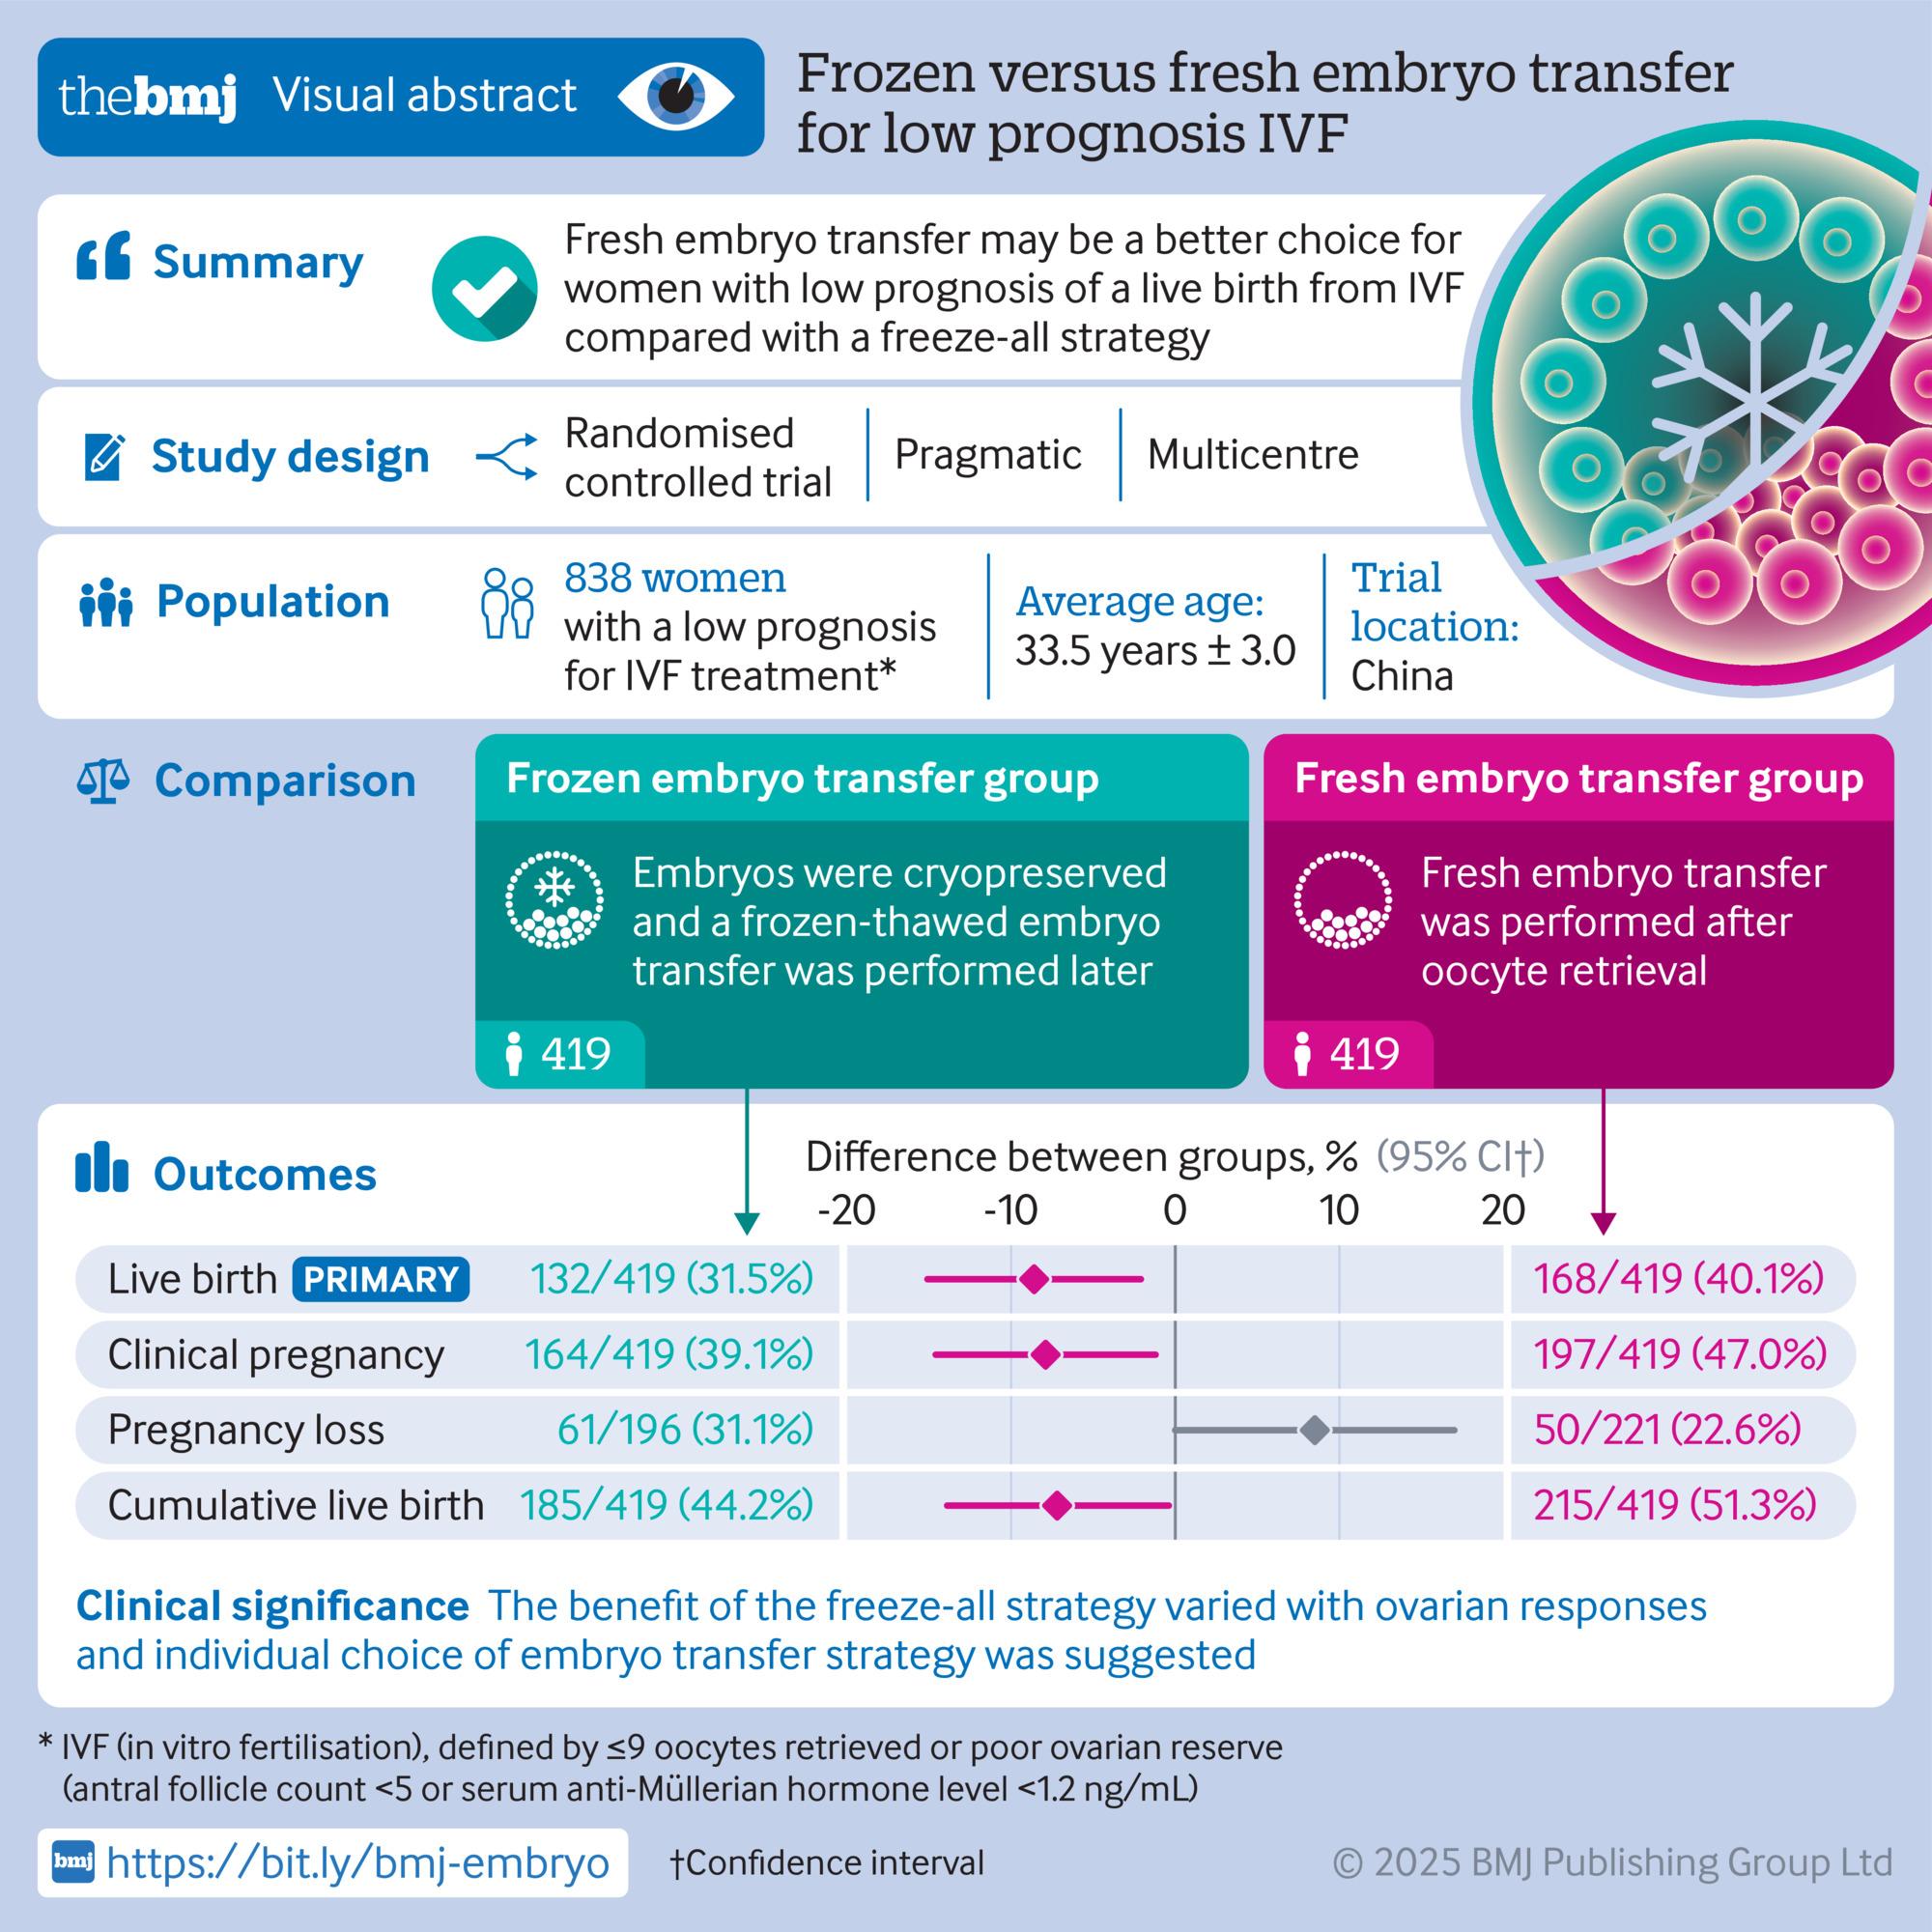 thebmj Visual abstract
Frozen versus fresh embryo transfer
for low prognosis IVF
Summary
Fresh embryo transfer may be a better choice for
women with low prognosis of a live birth from IVF
compared with a freeze-all strategy
Study design
Randomised
controlled trial
Pragmatic
Multicentre
Population
838 women
with a low prognosis
for IVF treatment*
Average age:
33.5 years ± 3.0
Trial
location:
China
Comparison
Frozen embryo transfer group
Embryos were cryopreserved
and a frozen-thawed embryo
transfer was performed later
419
Fresh embryo transfer group
Fresh embryo transfer
was performed after
oocyte retrieval
419
Outcomes
Difference between groups, % (95% CI†)
-20 -10 0 10 20
Live birth PRIMARY 132/419 (31.5%) 168/419 (40.1%)
Clinical pregnancy 164/419 (39.1%) 197/419 (47.0%)
Pregnancy loss 61/196 (31.1%) 50/221 (22.6%)
Cumulative live birth 185/419 (44.2%) 215/419 (51.3%)
Clinical significance The benefit of the freeze-all strategy varied with ovarian responses
and individual choice of embryo transfer strategy was suggested
* IVF (in vitro fertilisation), defined by ≤9 oocytes retrieved or poor ovarian reserve
(antral follicle count <5 or serum anti-Müllerian hormone level <1.2 ng/mL)
bmj https://bit.ly/bmj-embryo
†Confidence interval
© 2025 BMJ Publishing Group Ltd